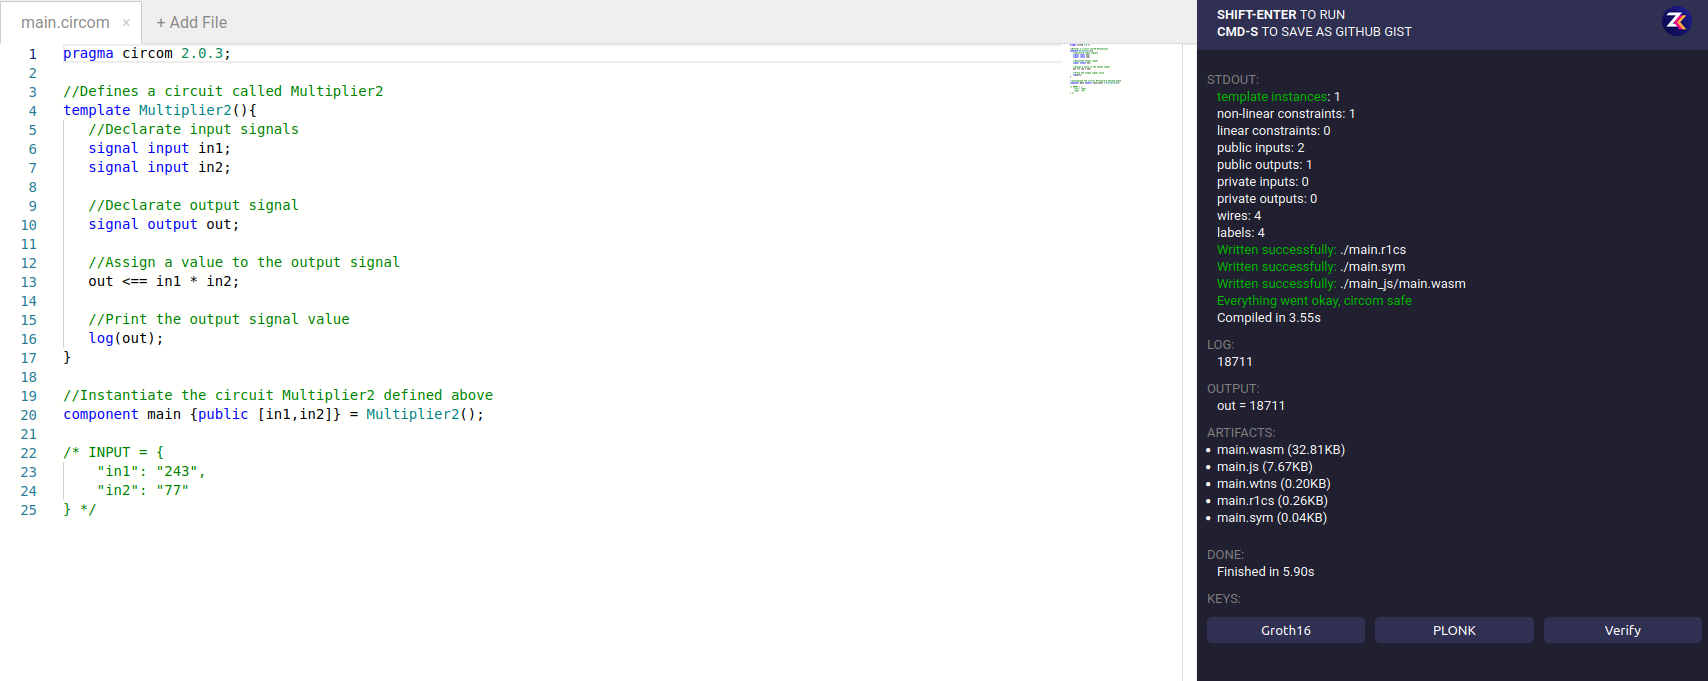 main.circom ×
+ Add File
1 pragma circom 2.0.3;
2
3 //Defines a circuit called Multiplier2
4 template Multiplier2(){
5 //Declarate input signals
6 signal input in1;
7 signal input in2;
8
9 //Declarate output signal
10 signal output out;
11
12 //Assign a value to the output signal
13 out <== in1 * in2;
14
15 //Print the output signal value
16 log(out);
17 }
18
19 //Instantiate the circuit Multiplier2 defined above
20 component main {public [in1,in2]} = Multiplier2();
21
22 /* INPUT = {
23 "in1": "243",
24 "in2": "77"
25 } */
SHIFT-ENTER TO RUN
CMD-S TO SAVE AS GITHUB GIST
STDOUT:
template instances: 1
non-linear constraints: 1
linear constraints: 0
public inputs: 2
public outputs: 1
private inputs: 0
private outputs: 0
wires: 4
labels: 4
Written successfully: ./main.r1cs
Written successfully: ./main.sym
Written successfully: ./main_js/main.wasm
Everything went okay, circom safe
Compiled in 3.55s
LOG:
18711
OUTPUT:
out = 18711
ARTIFACTS:
• main.wasm (32.81KB)
• main.js (7.67KB)
• main.wtns (0.20KB)
• main.r1cs (0.26KB)
• main.sym (0.04KB)
DONE:
Finished in 5.90s
KEYS:
Groth16
PLONK
Verify